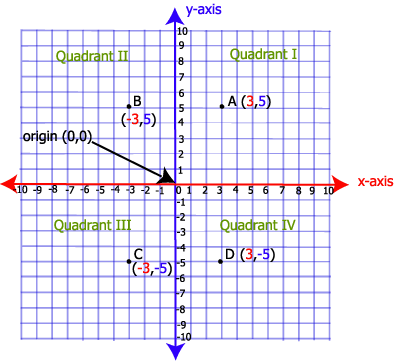 y-axis
10
Quadrant II
Quadrant I
9
8
7
6
B
A (3,5)
5
(-3,5)
4
origin (0,0)
3
2
1
x-axis
10 -9 -8 -7 -6 -5 -4 -3 -2 -1 0 1 2 3 4 5 6 7 8 9 10
-1
-2
Quadrant III
Quadrant IV
-3
-4
C
D (3,-5)
-5
(-3,-5)
-6
-7
-8
-9
-10